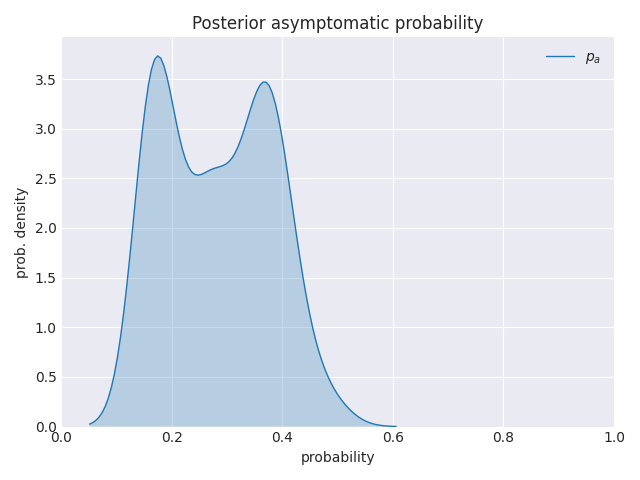 Posterior asymptomatic probability
pₐ
prob. density
3.5
3.0
2.5
2.0
1.5
1.0
0.5
0.0
0.0 0.2 0.4 0.6 0.8 1.0
probability